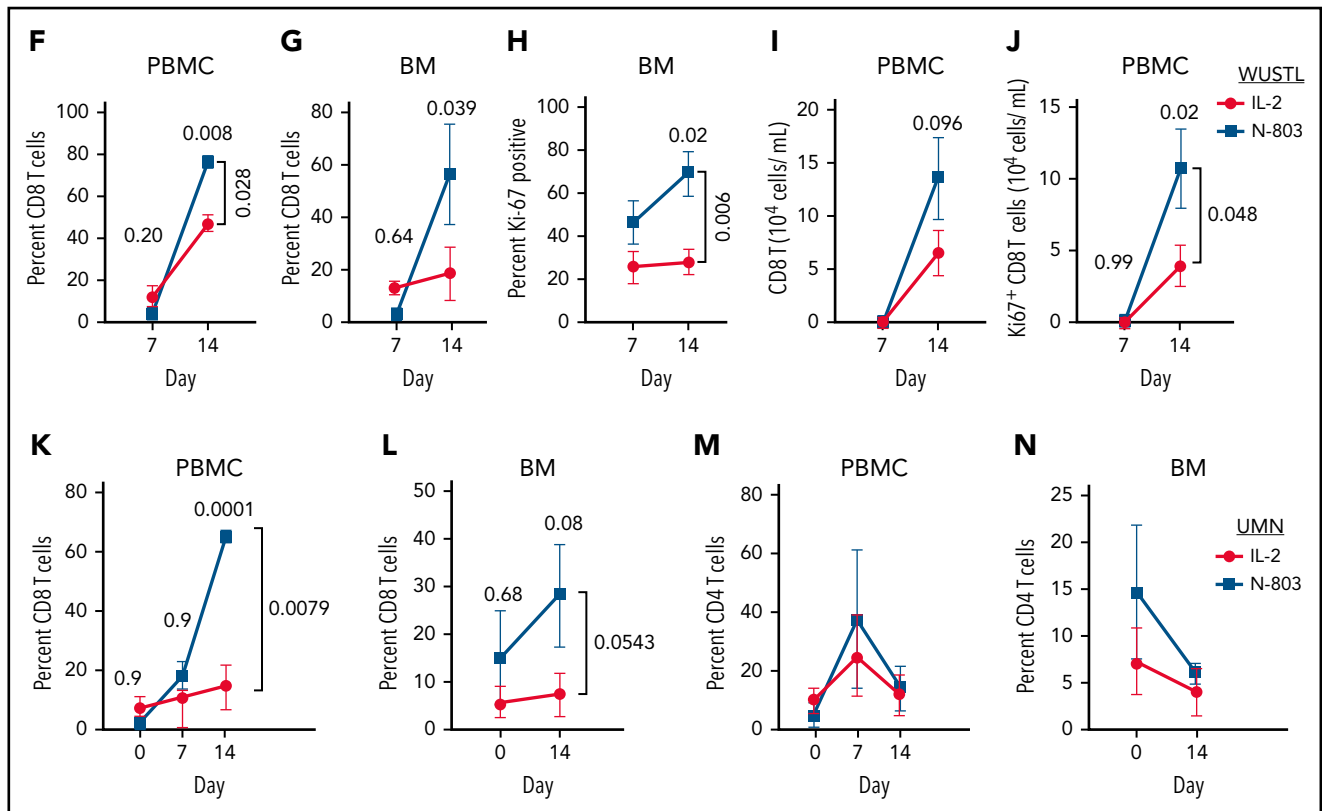 F
PBMC
Percent CD8 T cells
100
80
60
40
20
0
0.20
0.008
0.028
7 14
Day
G
BM
Percent CD8 T cells
80
60
40
20
0
0.64
0.039
7 14
Day
H
BM
Percent Ki-67 positive
100
80
60
40
20
0
0.02
0.006
7 14
Day
I
PBMC
CD8 T (10⁴ cells/ mL)
20
15
10
5
0
0.096
7 14
Day
J
PBMC
Ki67⁺ CD8 T cells (10⁴ cells/ mL)
15
10
5
0
0.99
0.02
0.048
7 14
Day
WUSTL
IL-2
N-803
K
PBMC
Percent CD8 T cells
80
60
40
20
0
0.9
0.9
0.0001
0.0079
0 7 14
Day
L
BM
Percent CD8 T cells
50
40
30
20
10
0
0.68
0.08
0.0543
0 14
Day
M
PBMC
Percent CD4 T cells
80
60
40
20
0
0 7 14
Day
N
BM
Percent CD4 T cells
25
20
15
10
5
0
0 14
Day
UMN
IL-2
N-803